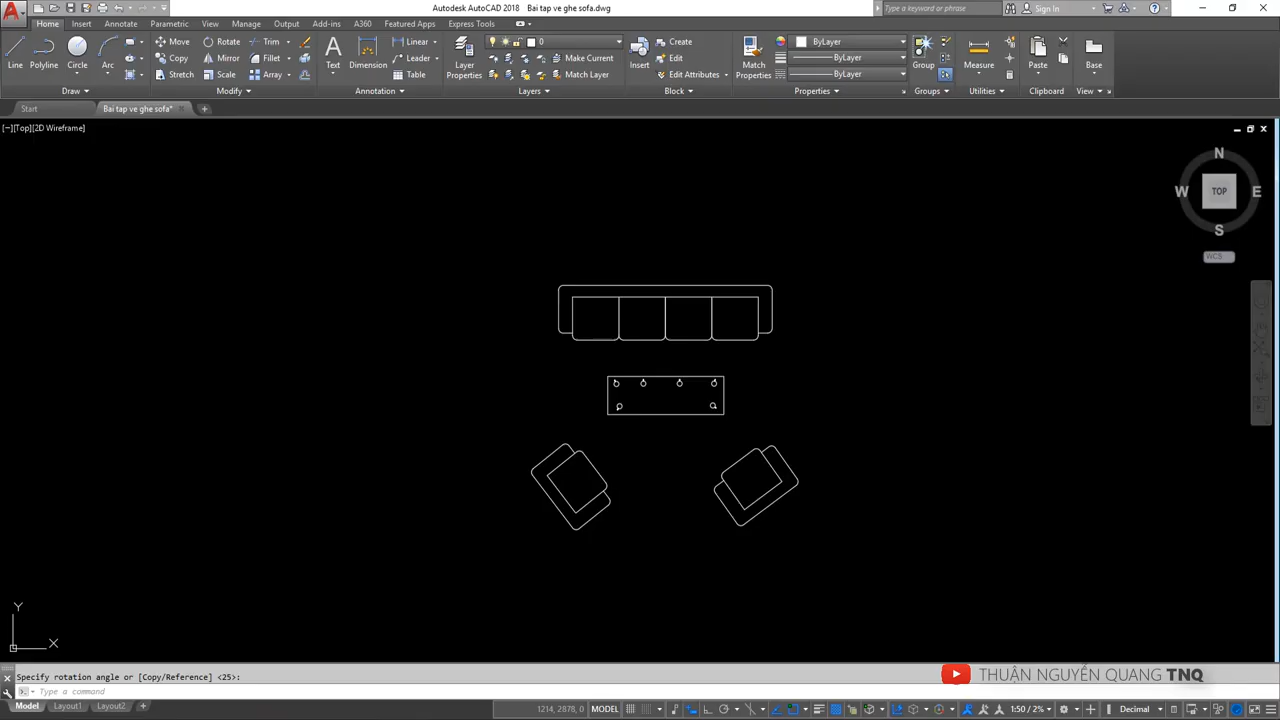 Autodesk AutoCAD 2018 Bai tap ve ghe sofa.dwg
Type a keyword or phrase
Sign In
Home Insert Annotate Parametric View Manage Output Add-ins A360 Featured Apps Express Tools
Line Polyline Circle Arc
Move Rotate Trim
Copy Mirror Fillet
Stretch Scale Array
Text Dimension
Linear
Leader
Table
Layer Properties
0
Make Current
Match Layer
Insert
Create
Edit
Edit Attributes
Match Properties
ByLayer
ByLayer
ByLayer
Group
Measure
Paste
Base
Draw Modify Annotation Layers Block Properties Groups Utilities Clipboard View
Start Bai tap ve ghe sofa*
[−][Top][2D Wireframe]
N
W TOP E
S
WCS
Y
X
Specify rotation angle or [Copy/Reference] <25>:
Type a command
THUẬN NGUYỄN QUANG TNQ
Model Layout1 Layout2
1214, 2878, 0 MODEL
1:50 / 2%
Decimal